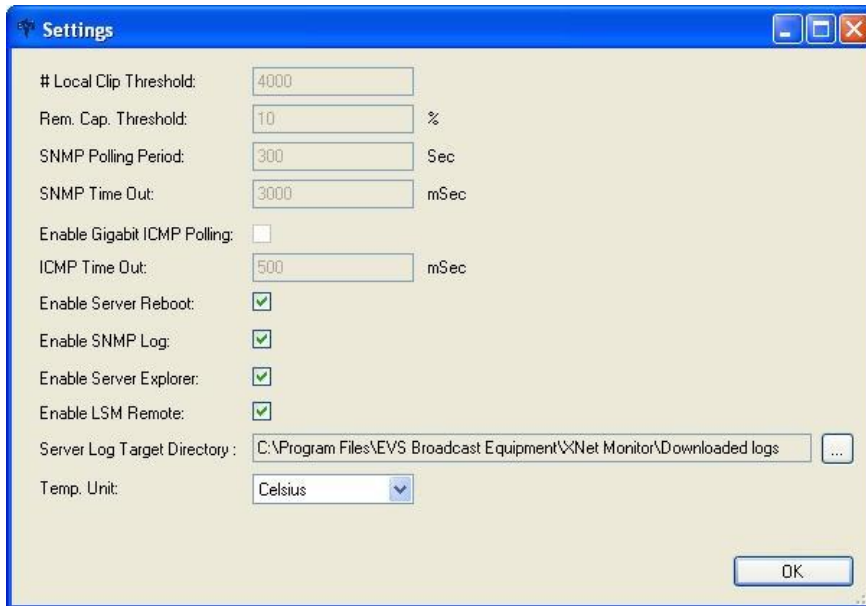 Settings
# Local Clip Threshold: 4000
Rem. Cap. Threshold: 10 %
SNMP Polling Period: 300 Sec
SNMP Time Out: 3000 mSec
Enable Gigabit ICMP Polling:
ICMP Time Out: 500 mSec
Enable Server Reboot:
Enable SNMP Log:
Enable Server Explorer:
Enable LSM Remote:
Server Log Target Directory : C:\Program Files\EVS Broadcast Equipment\XNet Monitor\Downloaded logs ...
Temp. Unit: Celsius
OK